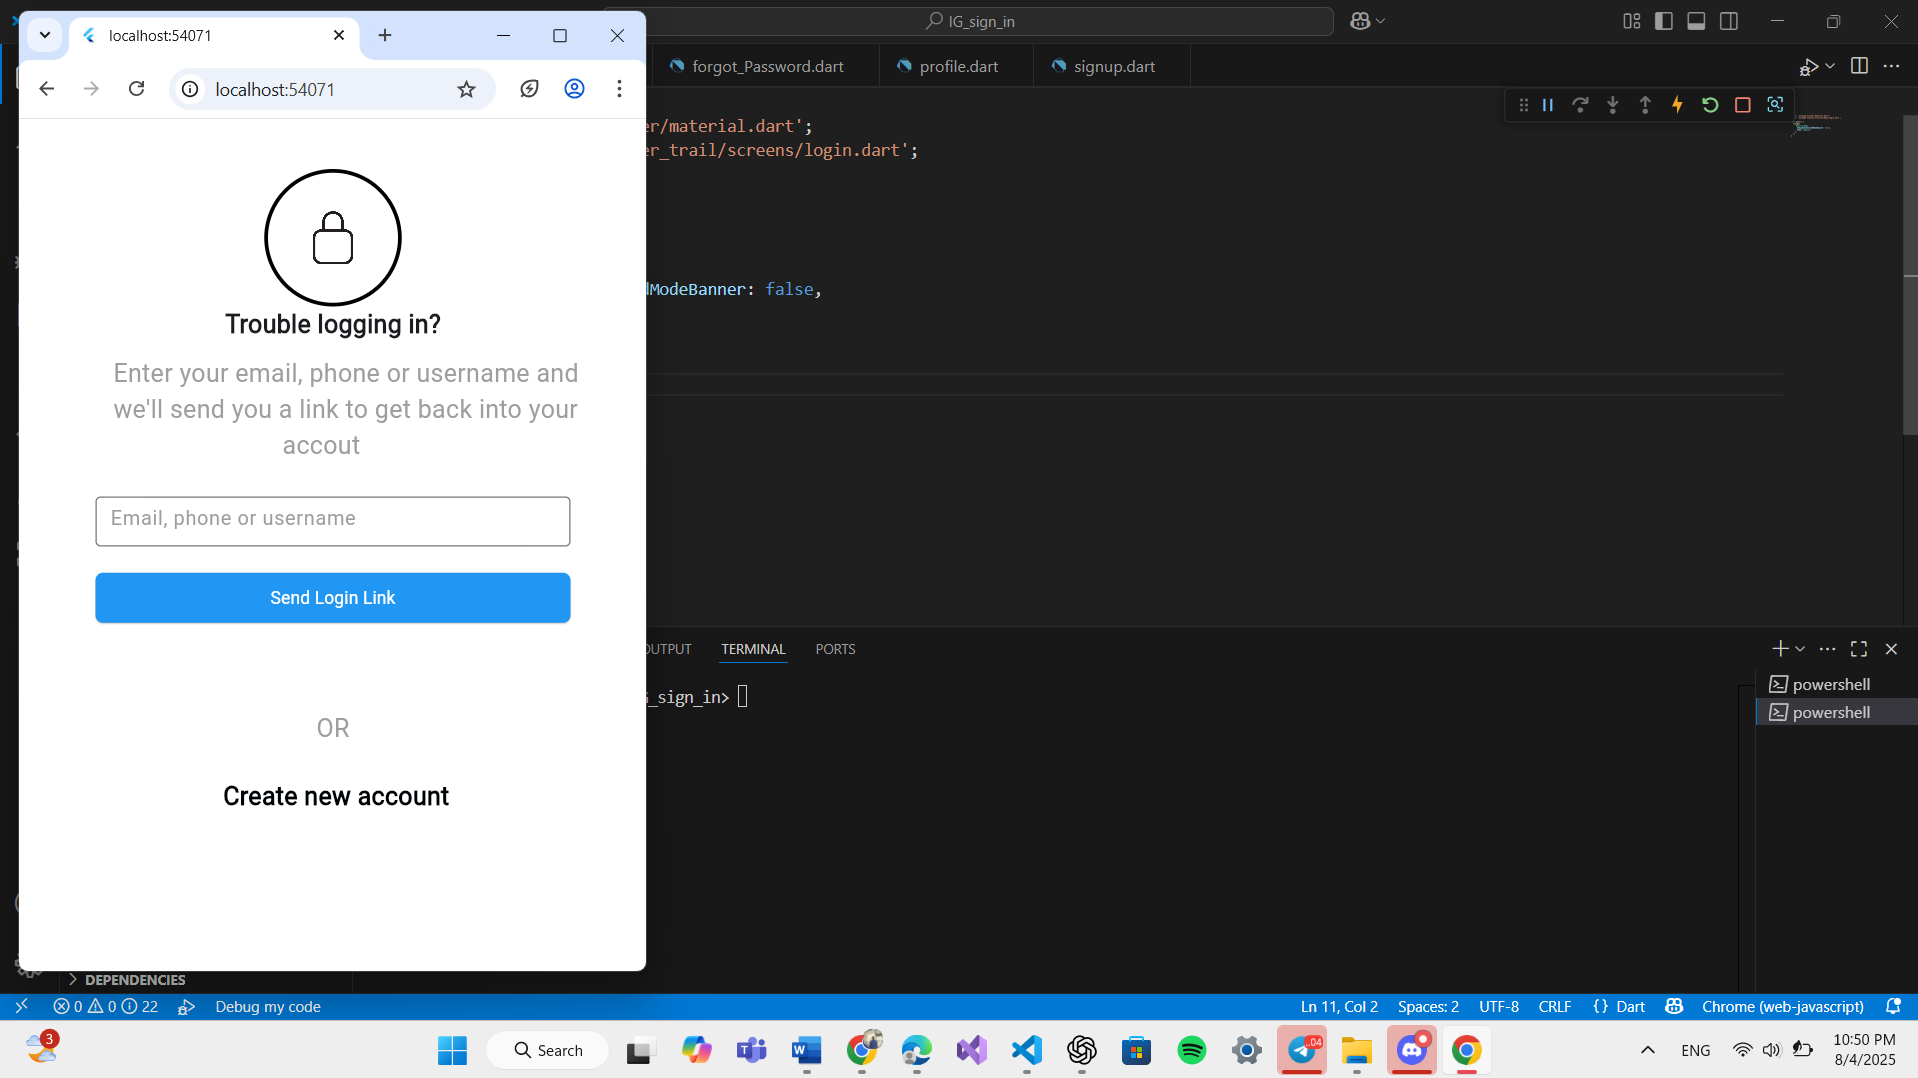 localhost:54071
localhost:54071
Trouble logging in?
Enter your email, phone or username and
we'll send you a link to get back into your
accout
Email, phone or username
Send Login Link
OR
Create new account
IG_sign_in
forgot_Password.dart
profile.dart
signup.dart
/material.dart';
_trail/screens/login.dart';
ModeBanner: false,
OUTPUT
TERMINAL
PORTS
_sign_in>
powershell
powershell
DEPENDENCIES
0 0 22
Debug my code
Ln 11, Col 2
Spaces: 2
UTF-8
CRLF
{} Dart
Chrome (web-javascript)
3
Search
..04
ENG
10:50 PM
8/4/2025